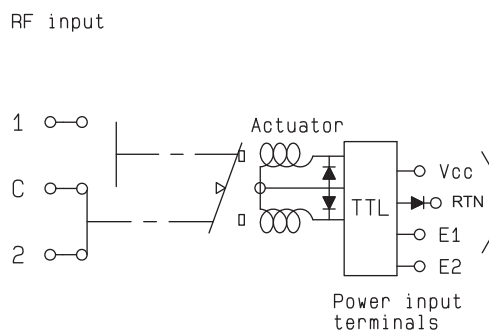 RF input
1
Actuator
Vcc
C
TTL
RTN
E1
2
E2
Power input
terminals